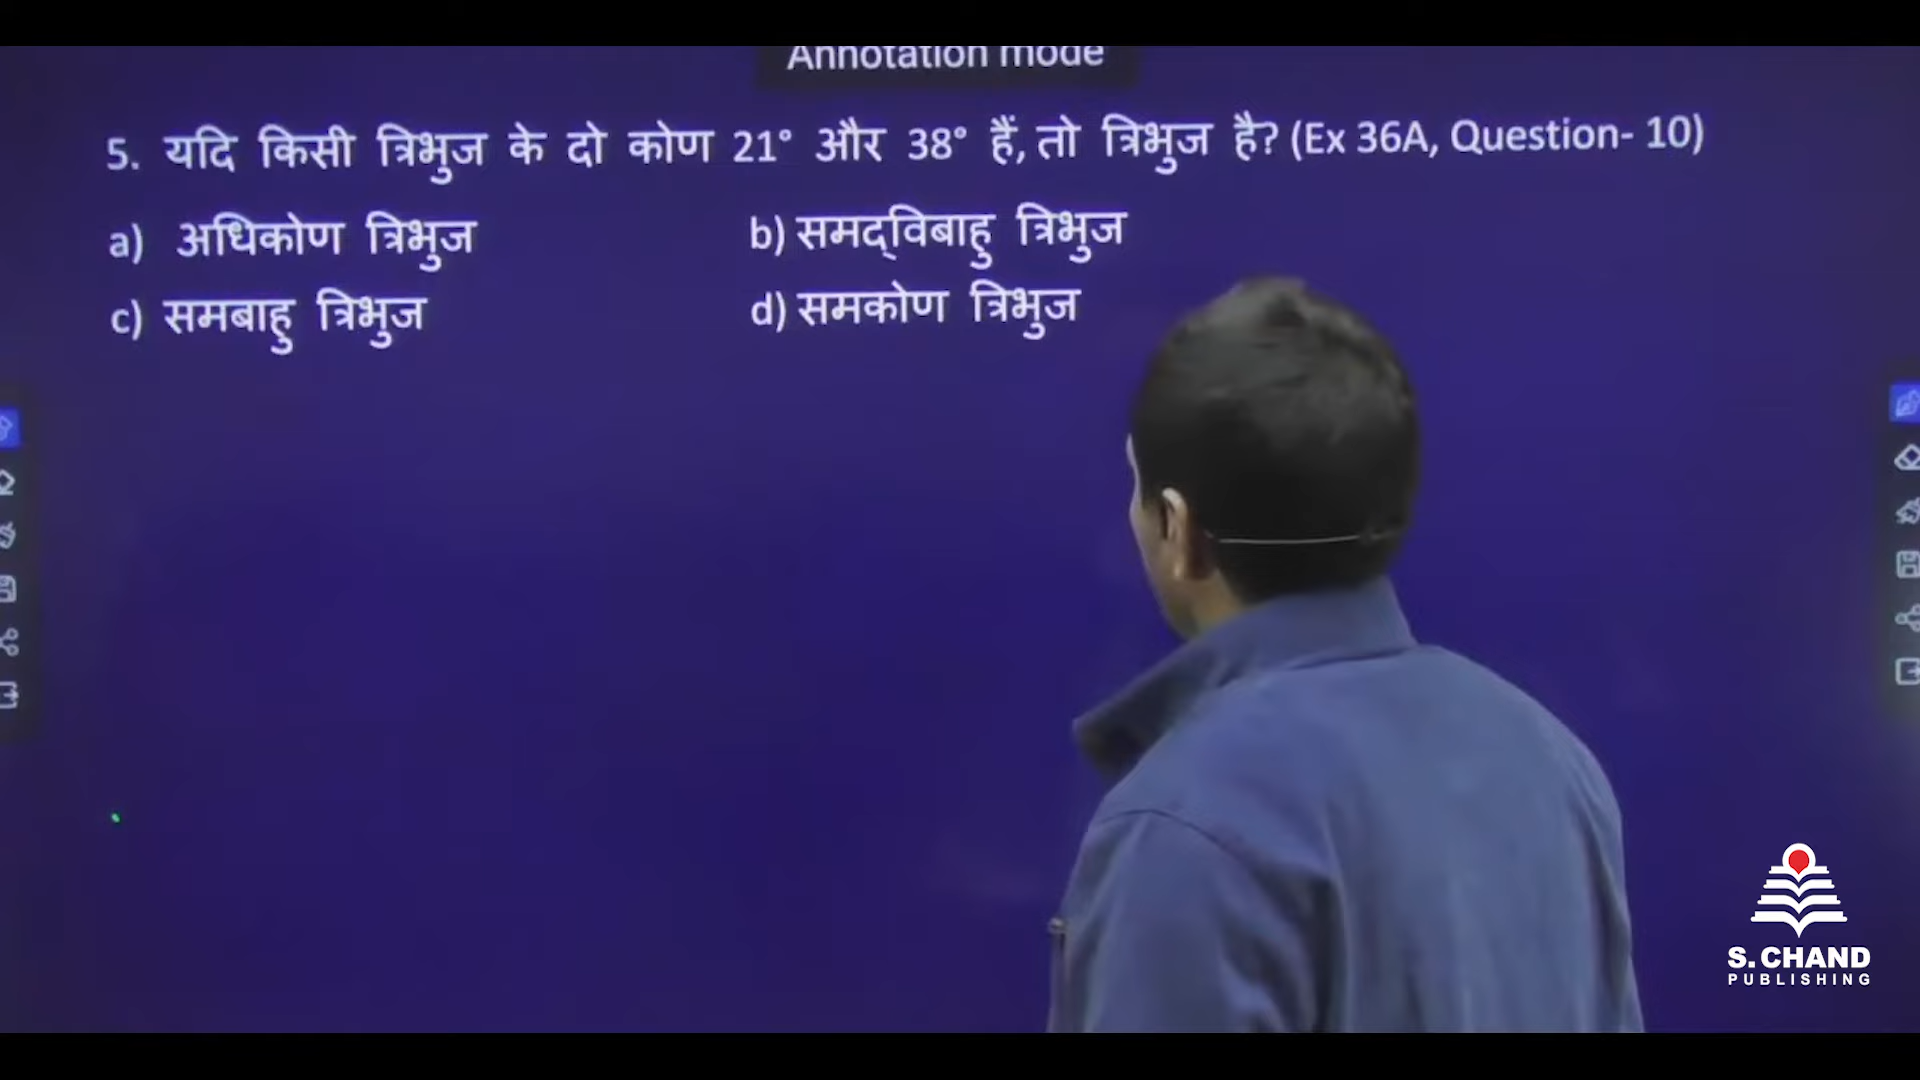 Annotation mode
5. यदि किसी त्रिभुज के दो कोण 21° और 38° हैं, तो त्रिभुज है? (Ex 36A, Question- 10)
a) अधिकोण त्रिभुज
b) समद्विबाहु त्रिभुज
c) समबाहु त्रिभुज
d) समकोण त्रिभुज
S. CHAND
PUBLISHING